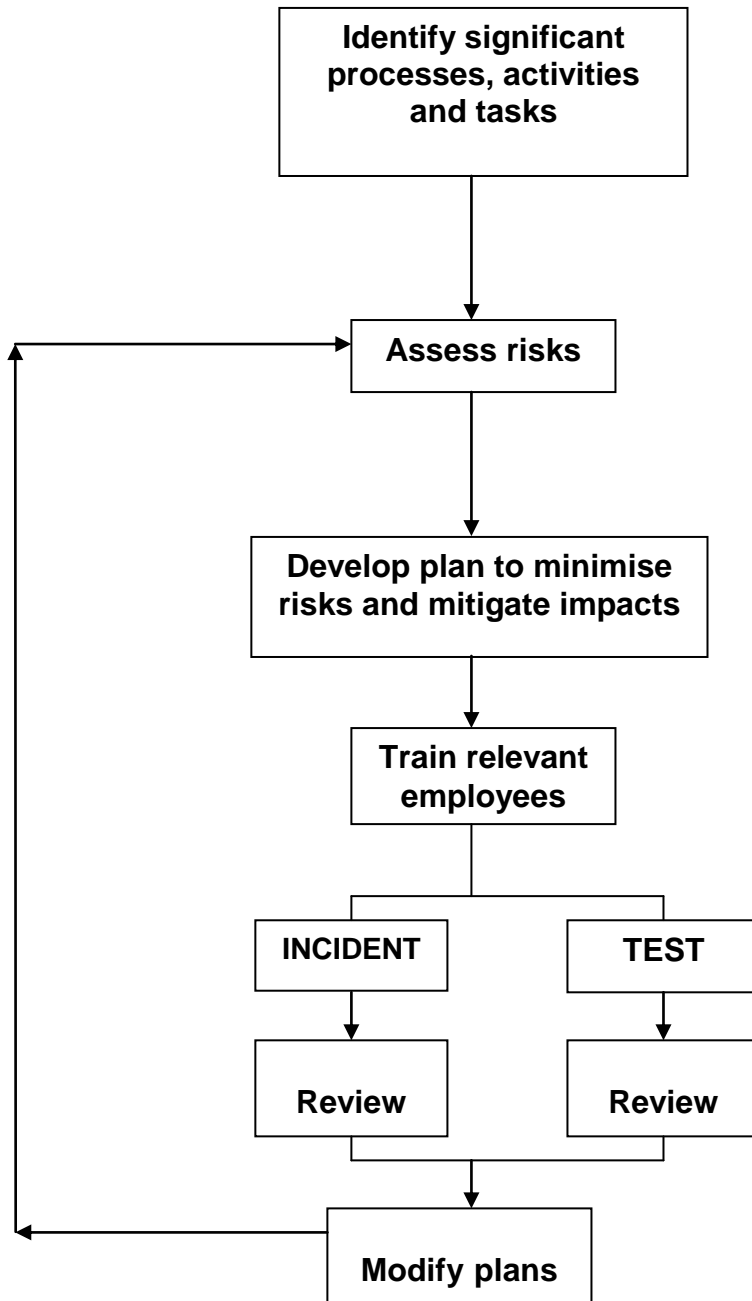 Identify significant
processes, activities
and tasks
Assess risks
Develop plan to minimise
risks and mitigate impacts
Train relevant
employees
INCIDENT
TEST
Review
Review
Modify plans